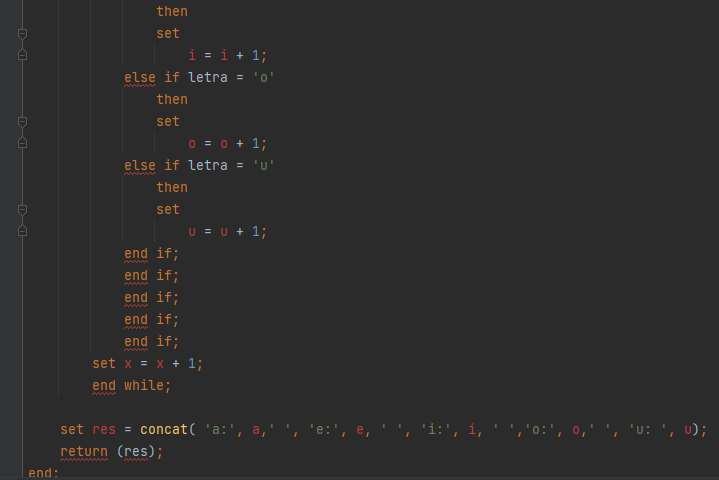 then
set
i = i + 1;
else if letra = 'o'
then
set
o = o + 1;
else if letra = 'u'
then
set
u = u + 1;
end if;
end if;
end if;
end if;
end if;
set x = x + 1;
end while;
set res = concat( 'a:', a,' ', 'e:', e, ' ', 'i:', i, ' ','o:', o,' ', 'u: ', u);
return (res);
end;